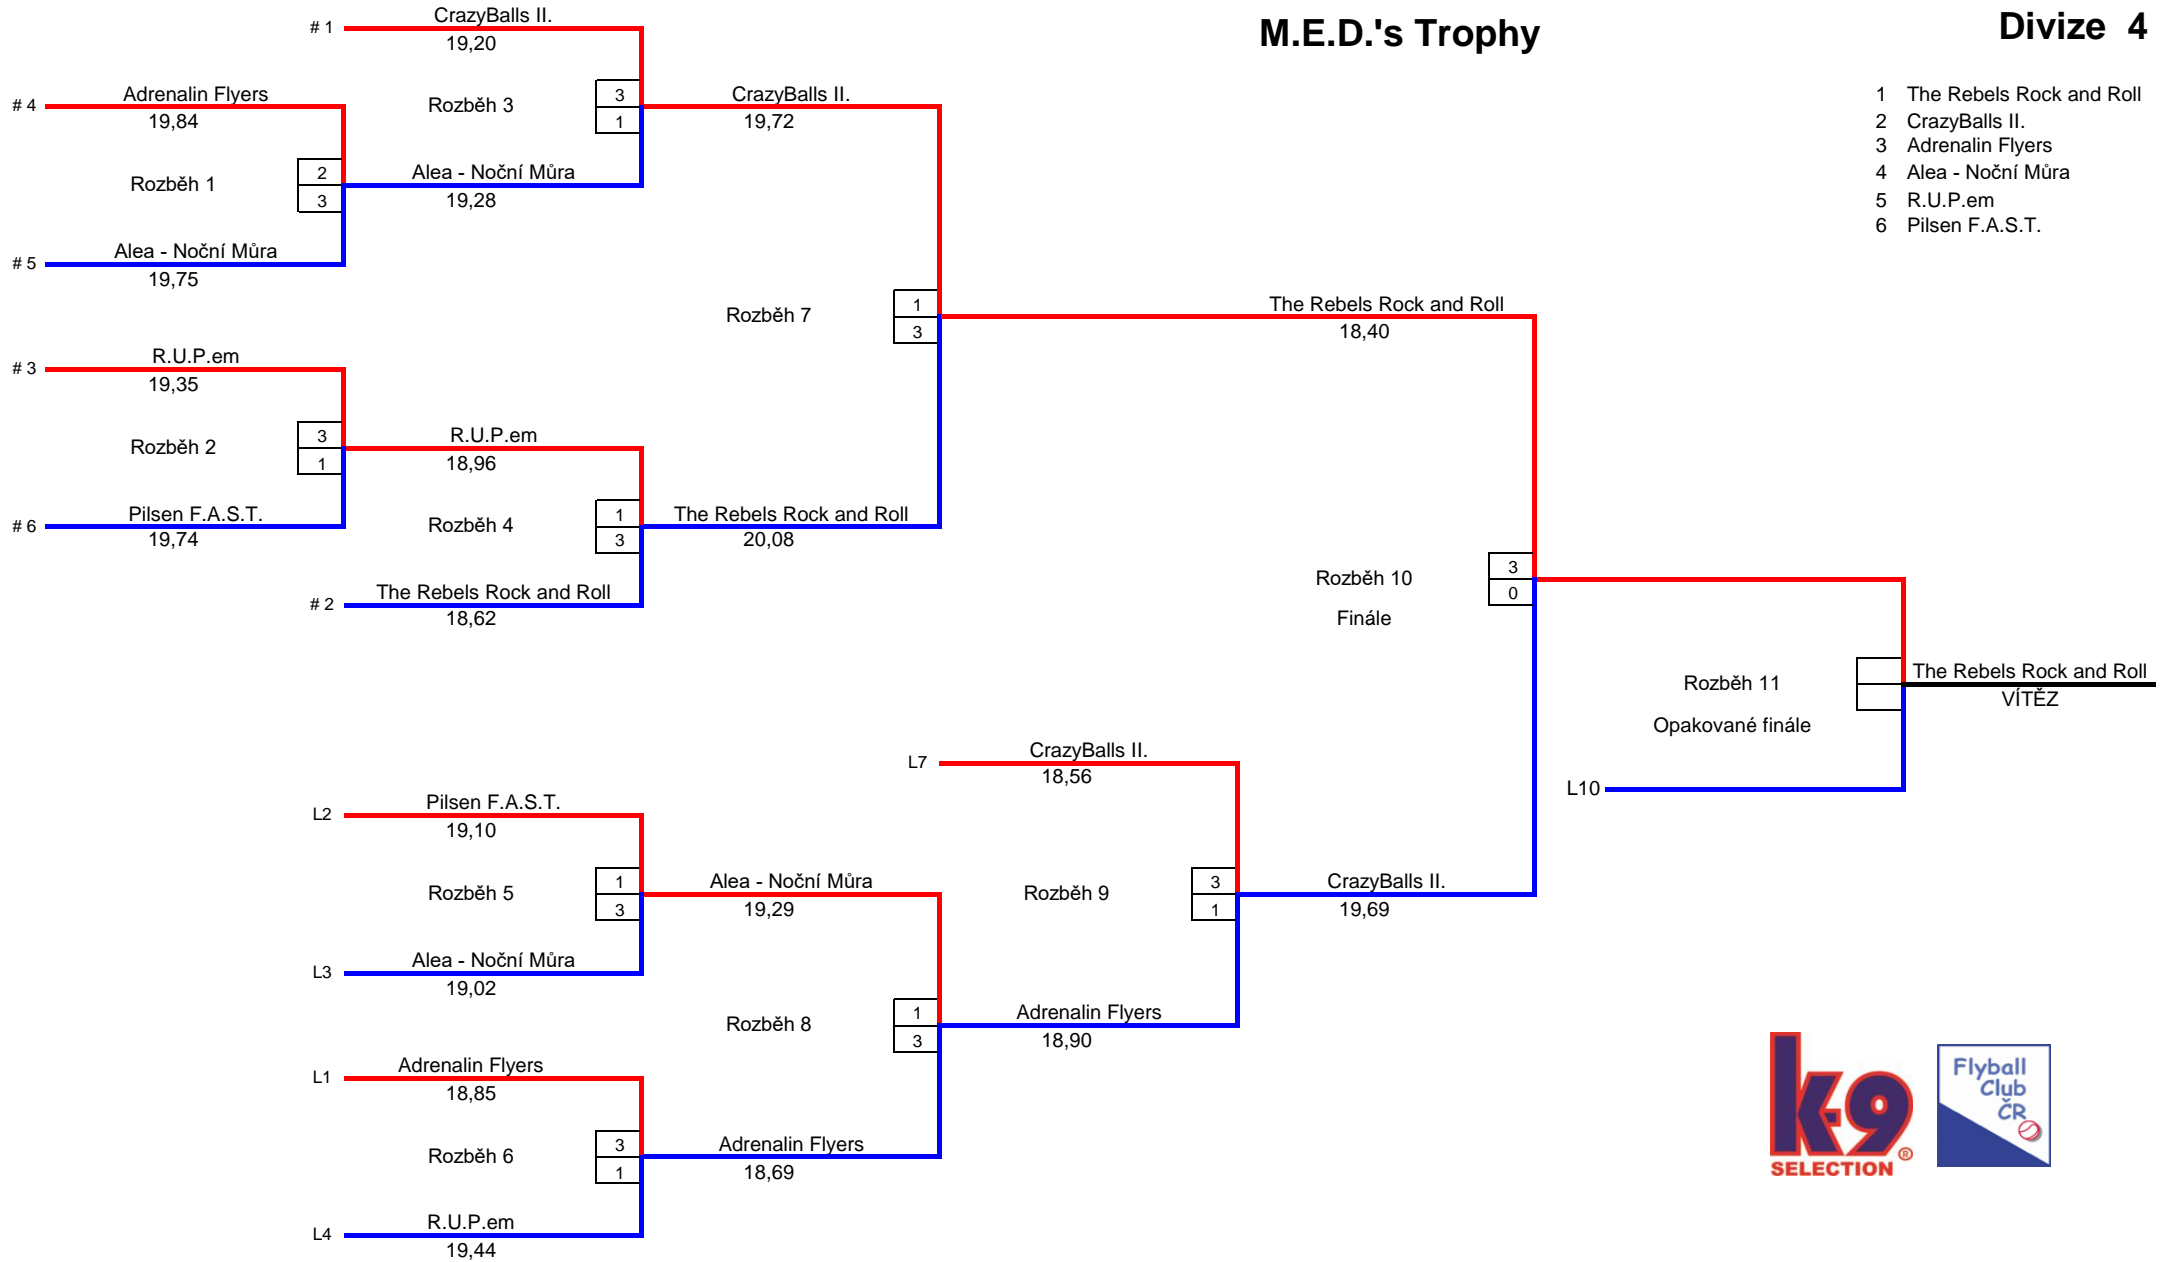 M.E.D.'s Trophy
Divize 4
1 The Rebels Rock and Roll
2 CrazyBalls II.
3 Adrenalin Flyers
4 Alea - Noční Můra
5 R.U.P.em
6 Pilsen F.A.S.T.
# 1
CrazyBalls II.
19,20
# 4
Adrenalin Flyers
19,84
Rozběh 3
3
1
CrazyBalls II.
19,72
Rozběh 1
2
3
Alea - Noční Můra
19,28
# 5
Alea - Noční Můra
19,75
Rozběh 7
1
3
The Rebels Rock and Roll
18,40
# 3
R.U.P.em
19,35
Rozběh 2
3
1
R.U.P.em
18,96
# 6
Pilsen F.A.S.T.
19,74
Rozběh 4
1
3
The Rebels Rock and Roll
20,08
# 2
The Rebels Rock and Roll
18,62
Rozběh 10
Finále
3
0
Rozběh 11
Opakované finále
The Rebels Rock and Roll
VÍTĚZ
L10
L7
CrazyBalls II.
18,56
L2
Pilsen F.A.S.T.
19,10
Rozběh 5
1
3
Alea - Noční Můra
19,29
Rozběh 9
3
1
CrazyBalls II.
19,69
L3
Alea - Noční Můra
19,02
Rozběh 8
1
3
Adrenalin Flyers
18,90
L1
Adrenalin Flyers
18,85
Rozběh 6
3
1
Adrenalin Flyers
18,69
L4
R.U.P.em
19,44
k-9
SELECTION ®
Flyball
Club
ČR